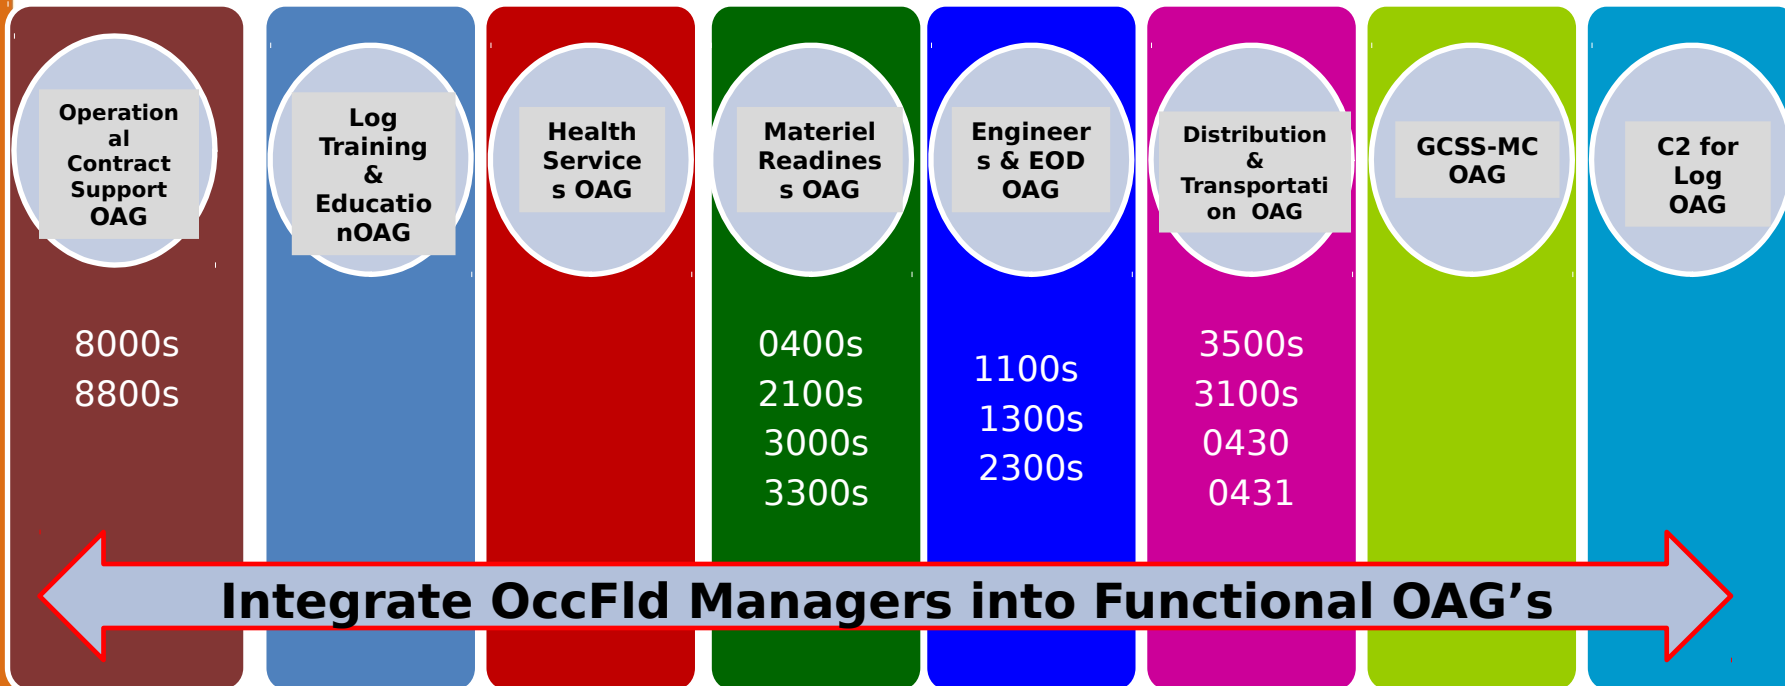 Operation
al
Contract
Support
OAG
Log
Training
&
Educatio
nOAG
Health
Service
s OAG
Materiel
Readines
s OAG
Engineer
s & EOD
OAG
Distribution
&
Transportati
on  OAG
GCSS-MC
OAG
C2 for
Log
OAG
8000s
8800s
0400s
2100s
3000s
3300s
1100s
1300s
2300s
3500s
3100s
0430
0431
Integrate OccFld Managers into Functional OAG’s